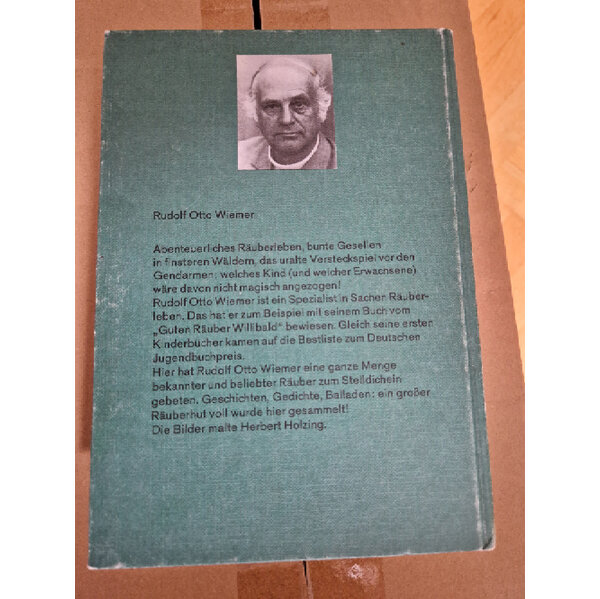 Rudolf Otto Wiemer
Abenteuerliches Räuberleben, bunte Gesellen
in finsteren Wäldern, das uralte Versteckspiel vor den
Gendarmen: welches Kind (und welcher Erwachsene)
wäre davon nicht magisch angezogen!
Rudolf Otto Wiemer ist ein Spezialist in Sachen Räuber-
leben. Das hat er zum Beispiel mit seinem Buch vom
„Guten Räuber Willibald" bewiesen. Gleich seine ersten
Kinderbücher kamen auf die Bestliste zum Deutschen
Jugendbuchpreis.
Hier hat Rudolf Otto Wiemer eine ganze Menge
bekannter und beliebter Räuber zum Stelldichein
gebeten. Geschichten, Gedichte, Balladen: ein großer
Räuberhut voll wurde hier gesammelt!
Die Bilder malte Herbert Holzing.